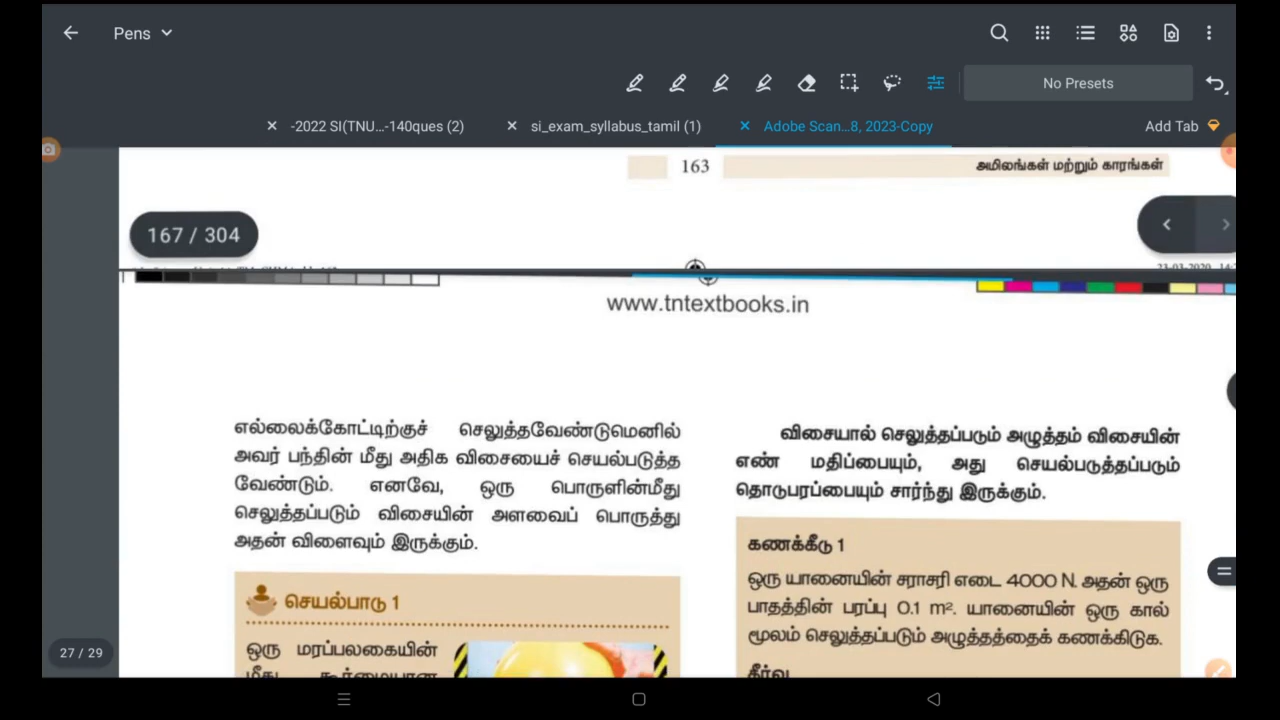 Pens
No Presets
-2022 SI(TNU...-140ques (2)
si_exam_syllabus_tamil (1)
Adobe Scan...8, 2023-Copy
Add Tab
163
அமிலங்கள் மற்றும் காரங்கள்
167 / 304
www.tntextbooks.in
எல்லைக்கோட்டிற்குச் செலுத்தவேண்டுமெனில்
அவர் பந்தின் மீது அதிக விசையைச் செயல்படுத்த
வேண்டும். எனவே, ஒரு பொருளின்மீது
செலுத்தப்படும் விசையின் அளவைப் பொருத்து
அதன் விளைவும் இருக்கும்.
செயல்பாடு 1
ஒரு மரப்பலகையின்
மீது கூர்மையான
விசையால் செலுத்தப்படும் அழுத்தம் விசையின்
எண் மதிப்பையும், அது செயல்படுத்தப்படும்
தொடுபரப்பையும் சார்ந்து இருக்கும்.
கணக்கீடு 1
ஒரு யானையின் சராசரி எடை 4000 N. அதன் ஒரு
பாதத்தின் பரப்பு 0.1 m². யானையின் ஒரு கால்
மூலம் செலுத்தப்படும் அழுத்தத்தைக் கணக்கிடுக.
தீர்வு
27 / 29